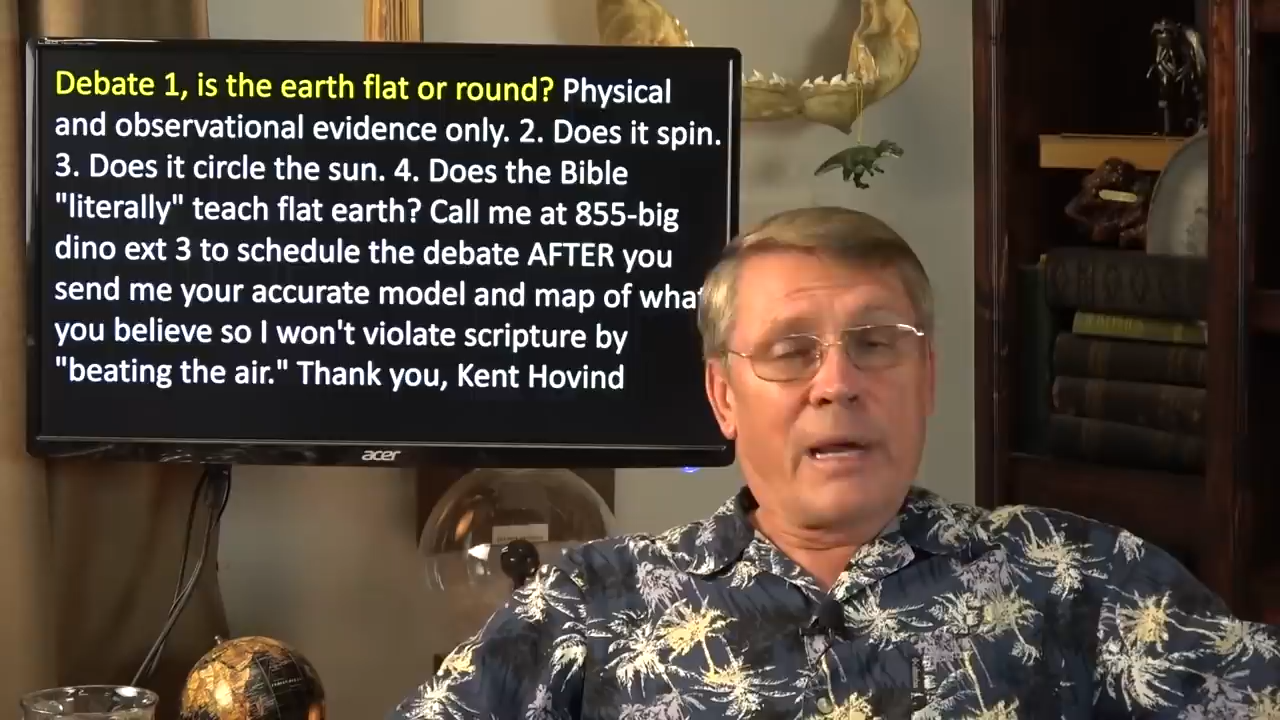 Debate 1, is the earth flat or round? Physical
and observational evidence only. 2. Does it spin.
3. Does it circle the sun. 4. Does the Bible
"literally" teach flat earth? Call me at 855-big
dino ext 3 to schedule the debate AFTER you
send me your accurate model and map of what
you believe so I won't violate scripture by
"beating the air." Thank you, Kent Hovind
acer